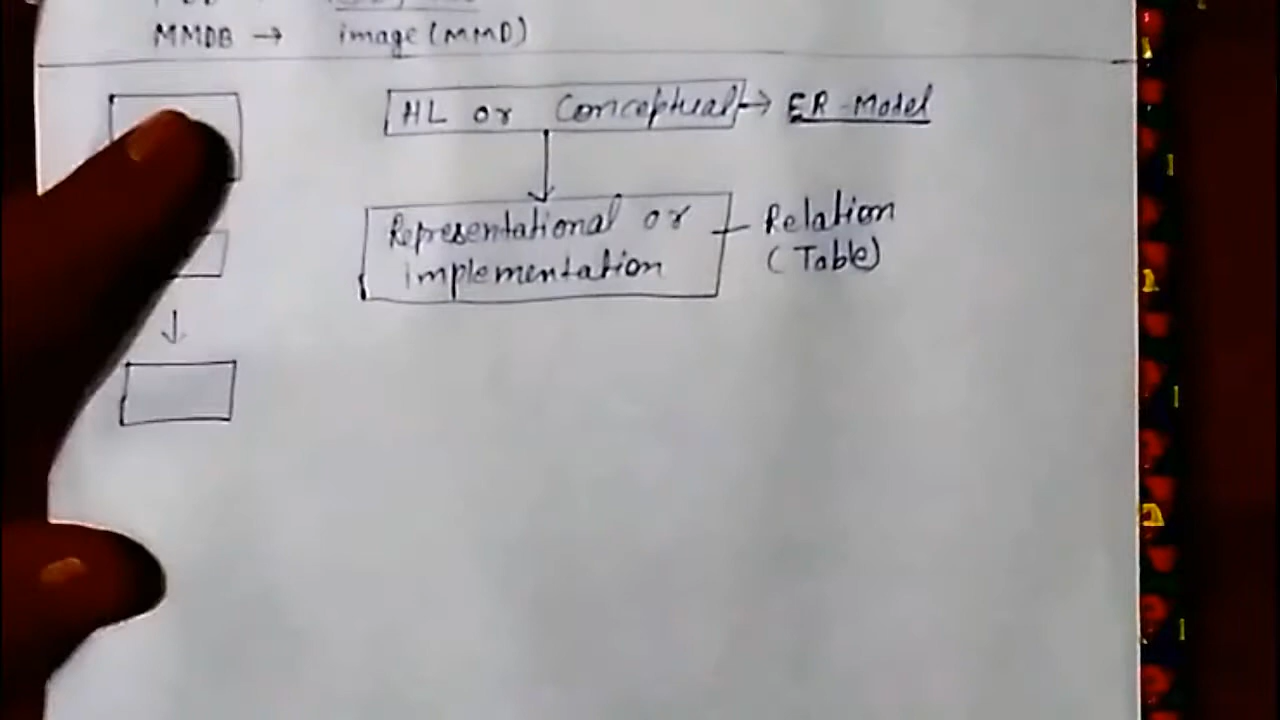 MMDB → image (MMD)
HL or Conceptual → ER-Model
Representational or
implementation
Relation
(Table)